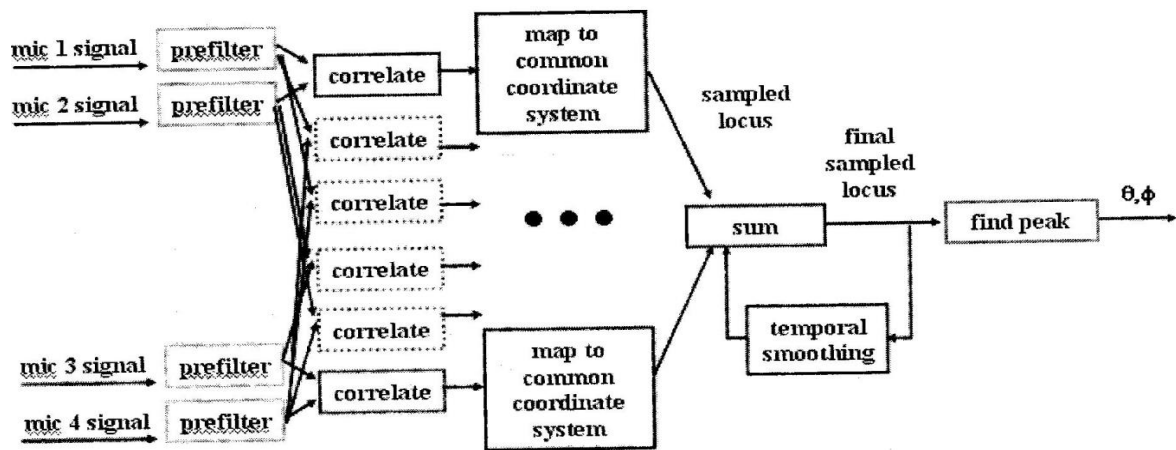 mic 1 signal
prefilter
mic 2 signal
prefilter
correlate
map to
common
coordinate
system
correlate
correlate
correlate
correlate
sampled
locus
final
sampled
locus
sum
find peak
θ,ϕ
temporal
smoothing
mic 3 signal
prefilter
mic 4 signal
prefilter
correlate
map to
common
coordinate
system